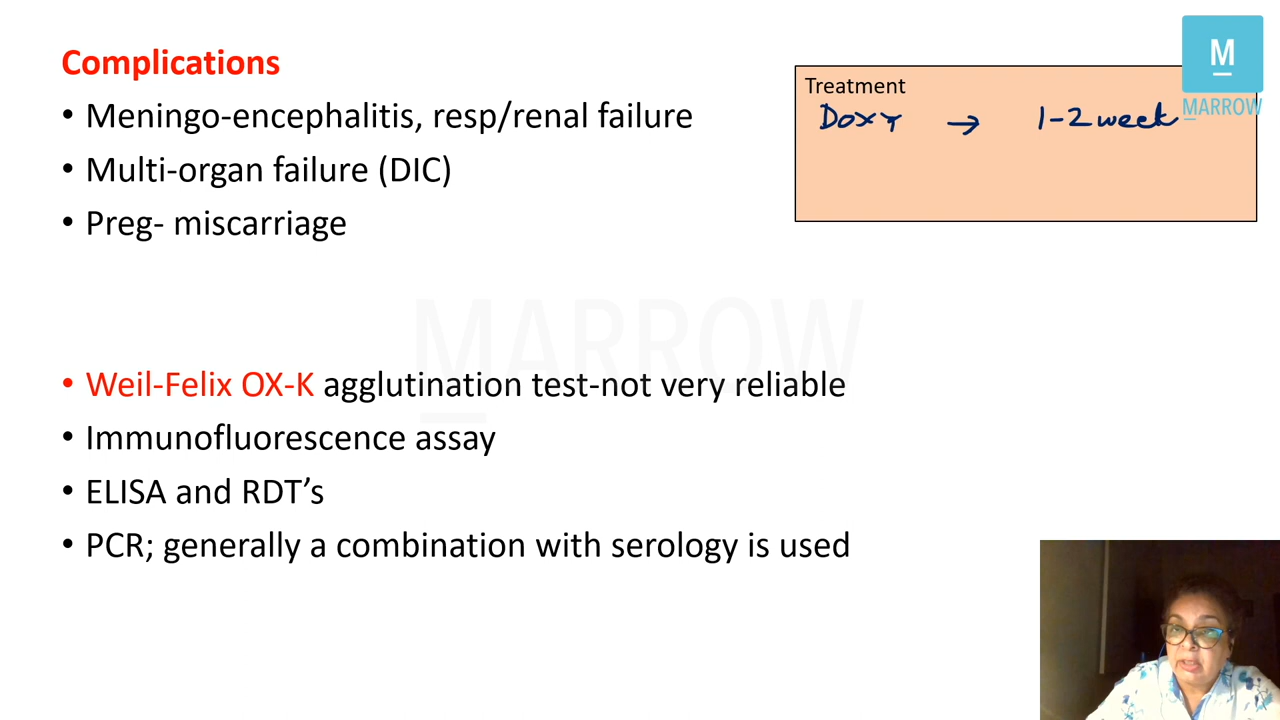 Complications
• Meningo-encephalitis, resp/renal failure
• Multi-organ failure (DIC)
• Preg- miscarriage
Treatment
Doxy → 1-2 week
M
MARROW
MARROW
• Weil-Felix OX-K agglutination test-not very reliable
• Immunofluorescence assay
• ELISA and RDT's
• PCR; generally a combination with serology is used